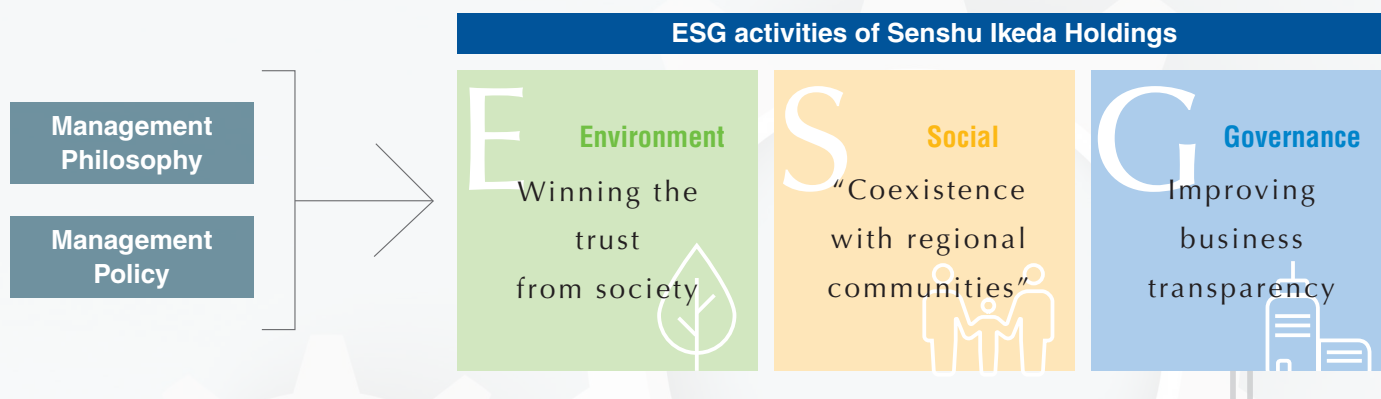 ESG activities of Senshu Ikeda Holdings
Management
Philosophy
Management
Policy
E
Environment
Winning the
trust
from society
S
Social
“Coexistence
with regional
communities”
G
Governance
Improving
business
transparency